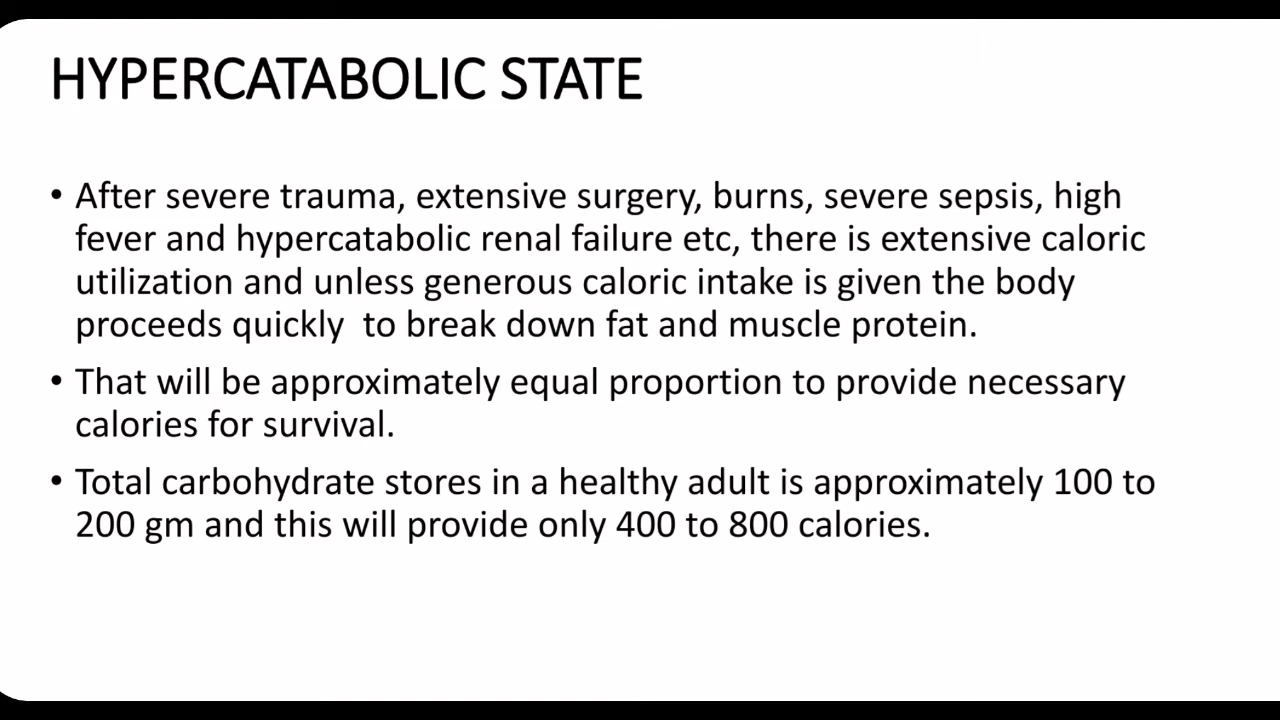 HYPERCATABOLIC STATE
• After severe trauma, extensive surgery, burns, severe sepsis, high
fever and hypercatabolic renal failure etc, there is extensive caloric
utilization and unless generous caloric intake is given the body
proceeds quickly  to break down fat and muscle protein.
• That will be approximately equal proportion to provide necessary
calories for survival.
• Total carbohydrate stores in a healthy adult is approximately 100 to
200 gm and this will provide only 400 to 800 calories.